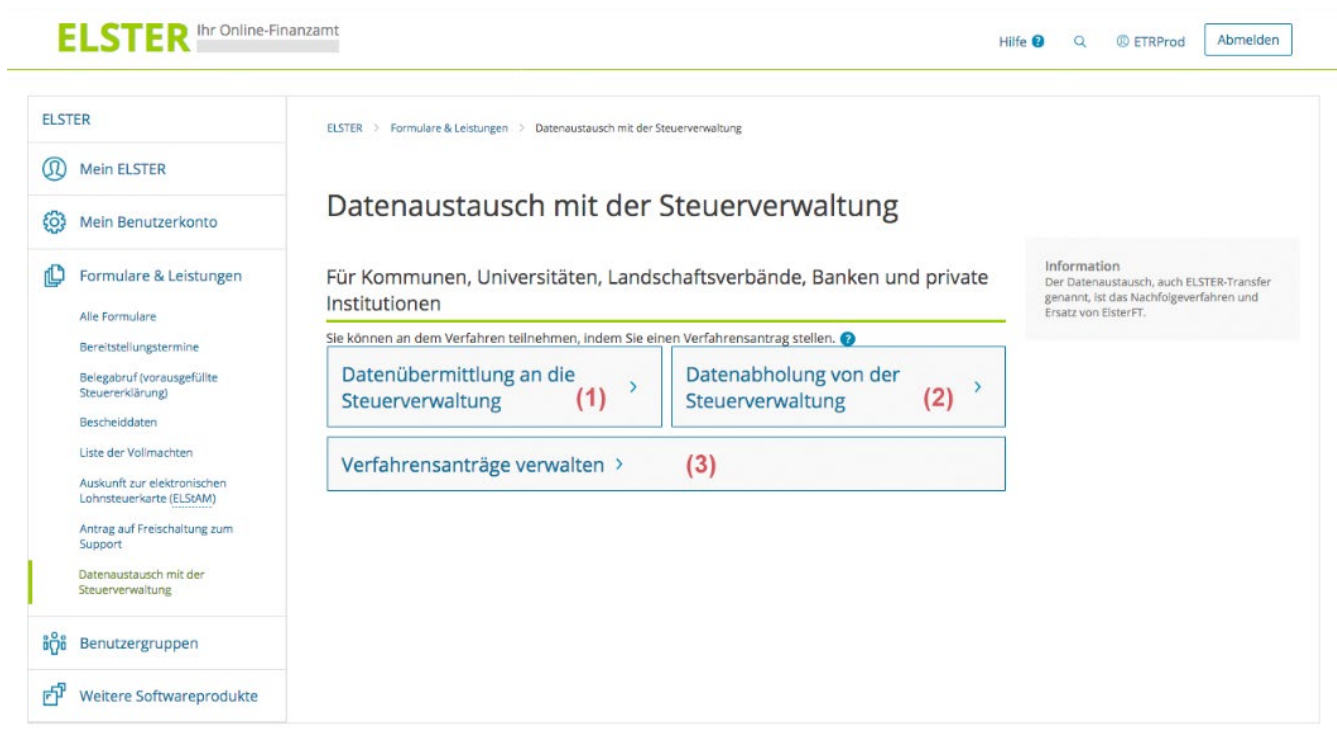 ELSTER Ihr Online-Finanzamt
Hilfe ? ETRProd Abmelden
ELSTER
Mein ELSTER
Mein Benutzerkonto
Formulare & Leistungen
Alle Formulare
Bereitstellungstermine
Belegabruf (vorausgefüllte
Steuererklärung)
Bescheiddaten
Liste der Vollmachten
Auskunft zur elektronischen
Lohnsteuerkarte (ELStAM)
Antrag auf Freischaltung zum
Support
Datenaustausch mit der
Steuerverwaltung
Benutzergruppen
Weitere Softwareprodukte
ELSTER > Formulare & Leistungen > Datenaustausch mit der Steuerverwaltung
Datenaustausch mit der Steuerverwaltung
Für Kommunen, Universitäten, Landschaftsverbände, Banken und private
Institutionen
Sie können an dem Verfahren teilnehmen, indem Sie einen Verfahrensantrag stellen. ?
Datenübermittlung an die
Steuerverwaltung (1) >
Datenabholung von der
Steuerverwaltung (2) >
Verfahrensanträge verwalten > (3)
Information
Der Datenaustausch, auch ELSTER-Transfer
genannt, ist das Nachfolgeverfahren und
Ersatz von ElsterFT.